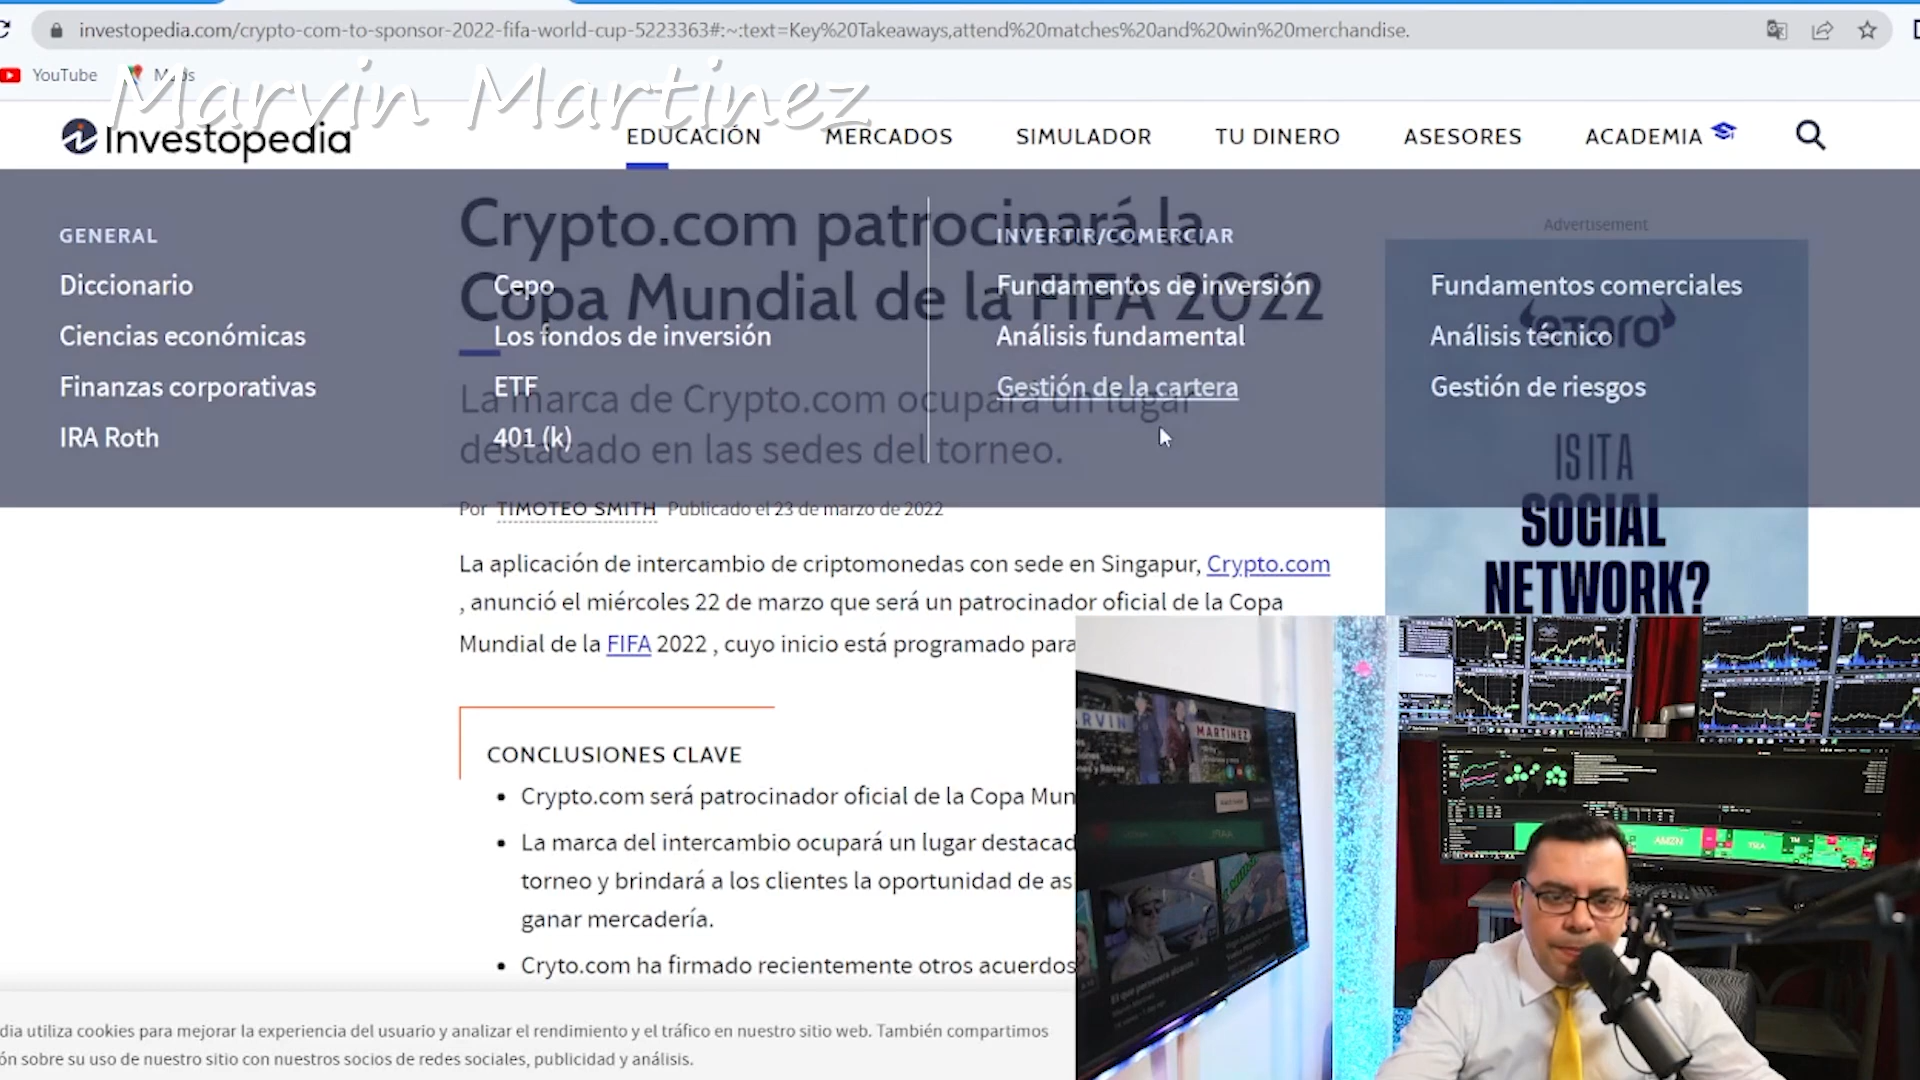 investopedia.com/crypto-com-to-sponsor-2022-fifa-world-cup-5223363#:~:text=Key%20Takeaways,attend%20matches%20and%20win%20merchandise.
YouTube
Maps
Marvin Martinez
Investopedia
EDUCACIÓN
MERCADOS
SIMULADOR
TU DINERO
ASESORES
ACADEMIA
Crypto.com patrocinará la
Copa Mundial de la FIFA 2022
GENERAL
Diccionario
Ciencias económicas
Finanzas corporativas
IRA Roth
Cepo
Los fondos de inversión
ETF
401 (k)
INVERTIR/COMERCIAR
Fundamentos de inversión
Análisis fundamental
Gestión de la cartera
Fundamentos comerciales
Análisis técnico
Gestión de riesgos
La marca de Crypto.com ocupará un lugar
destacado en las sedes del torneo.
Por TIMOTEO SMITH Publicado el 23 de marzo de 2022
La aplicación de intercambio de criptomonedas con sede en Singapur, Crypto.com
, anunció el miércoles 22 de marzo que será un patrocinador oficial de la Copa
Mundial de la FIFA 2022 , cuyo inicio está programado para
CONCLUSIONES CLAVE
Crypto.com será patrocinador oficial de la Copa Mun
La marca del intercambio ocupará un lugar destacad
torneo y brindará a los clientes la oportunidad de as
ganar mercadería.
Cryto.com ha firmado recientemente otros acuerdos
dia utiliza cookies para mejorar la experiencia del usuario y analizar el rendimiento y el tráfico en nuestro sitio web. También compartimos
ón sobre su uso de nuestro sitio con nuestros socios de redes sociales, publicidad y análisis.
Advertisement
eToro
IS IT A
SOCIAL
NETWORK?
ARVIN
MARTINEZ
AMZN